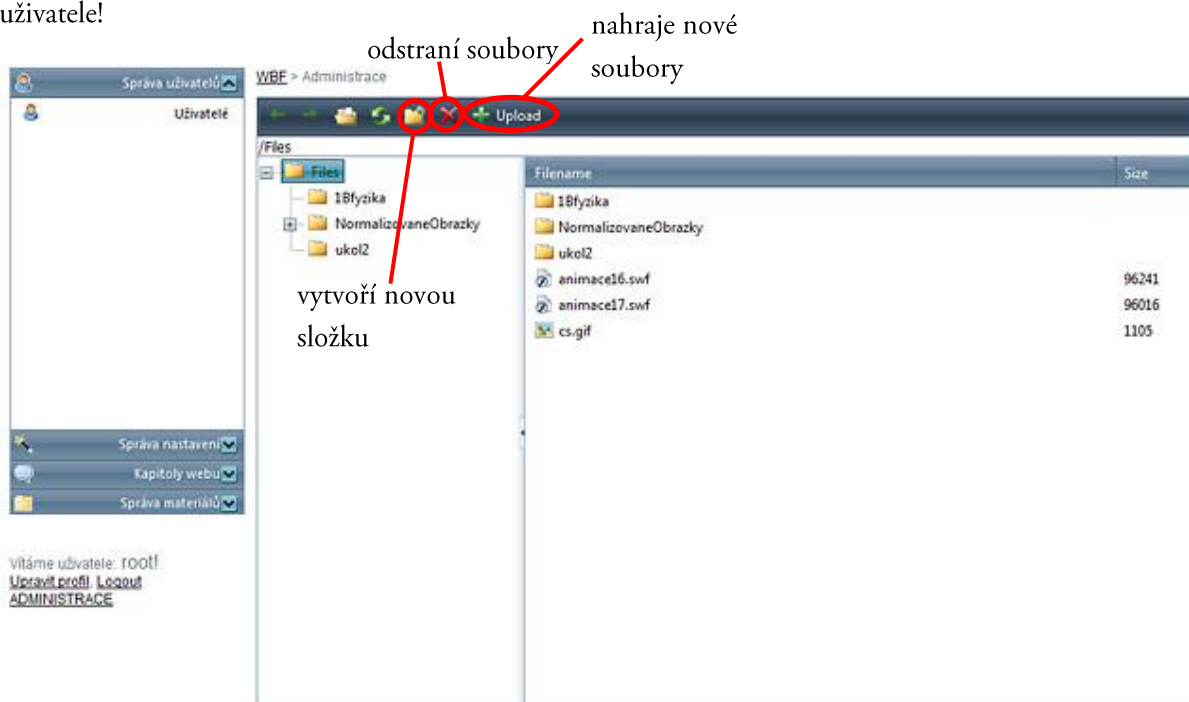 uživatele!
nahraje nové
soubory
odstraní soubory
Správa uživatelů
Uživatelé
WBF > Administrace
Upload
/Files
Files
1Bfyzika
NormalizovaneObrazky
ukol2
vytvoří novou
složku
Filename Size
1Bfyzika
NormalizovaneObrazky
ukol2
animace16.swf 96241
animace17.swf 96016
cs.gif 1105
Správa nastavení
Kapitoly webu
Správa materiálů
Vítáme uživatele: root!
Upravit profil, Logout
ADMINISTRACE